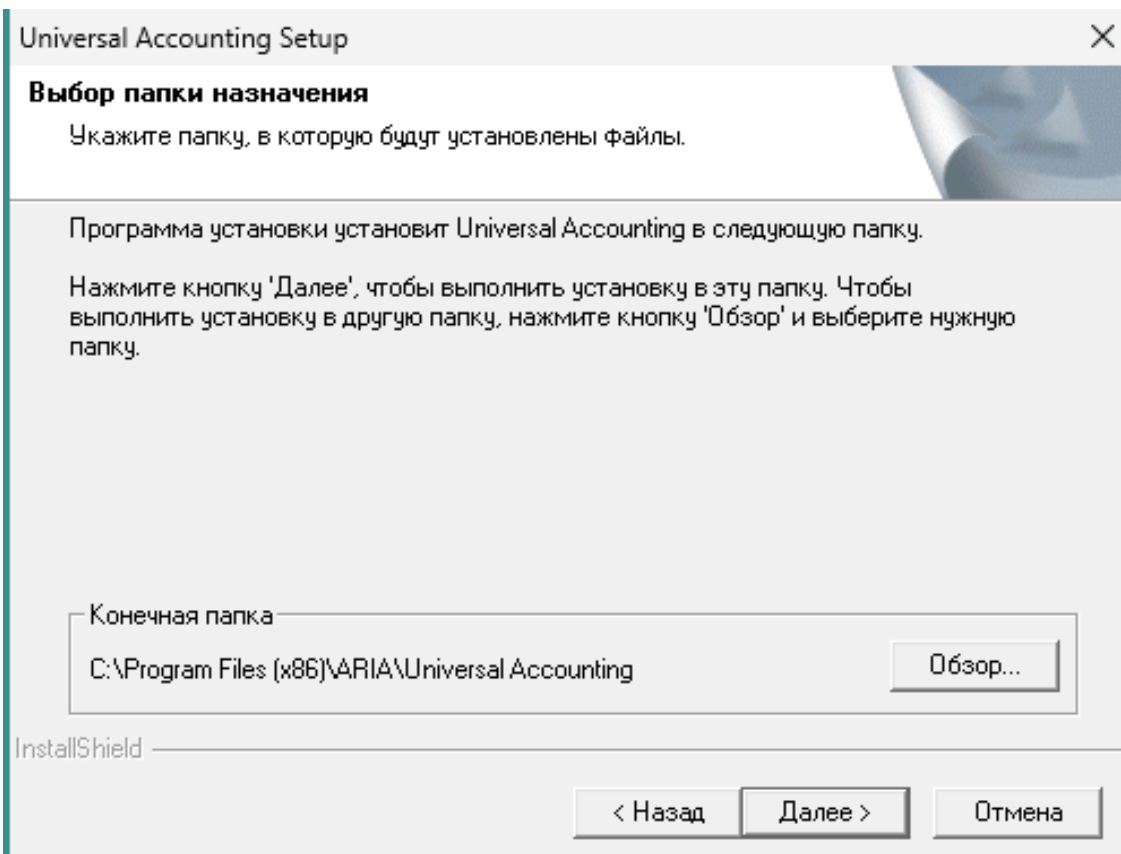 Universal Accounting Setup
Выбор папки назначения
Укажите папку, в которую будут установлены файлы.
Программа установки установит Universal Accounting в следующую папку.
Нажмите кнопку 'Далее', чтобы выполнить установку в эту папку. Чтобы
выполнить установку в другую папку, нажмите кнопку 'Обзор' и выберите нужную
папку.
Конечная папка
C:\Program Files (x86)\ARIA\Universal Accounting
Обзор...
InstallShield
< Назад
Далее >
Отмена